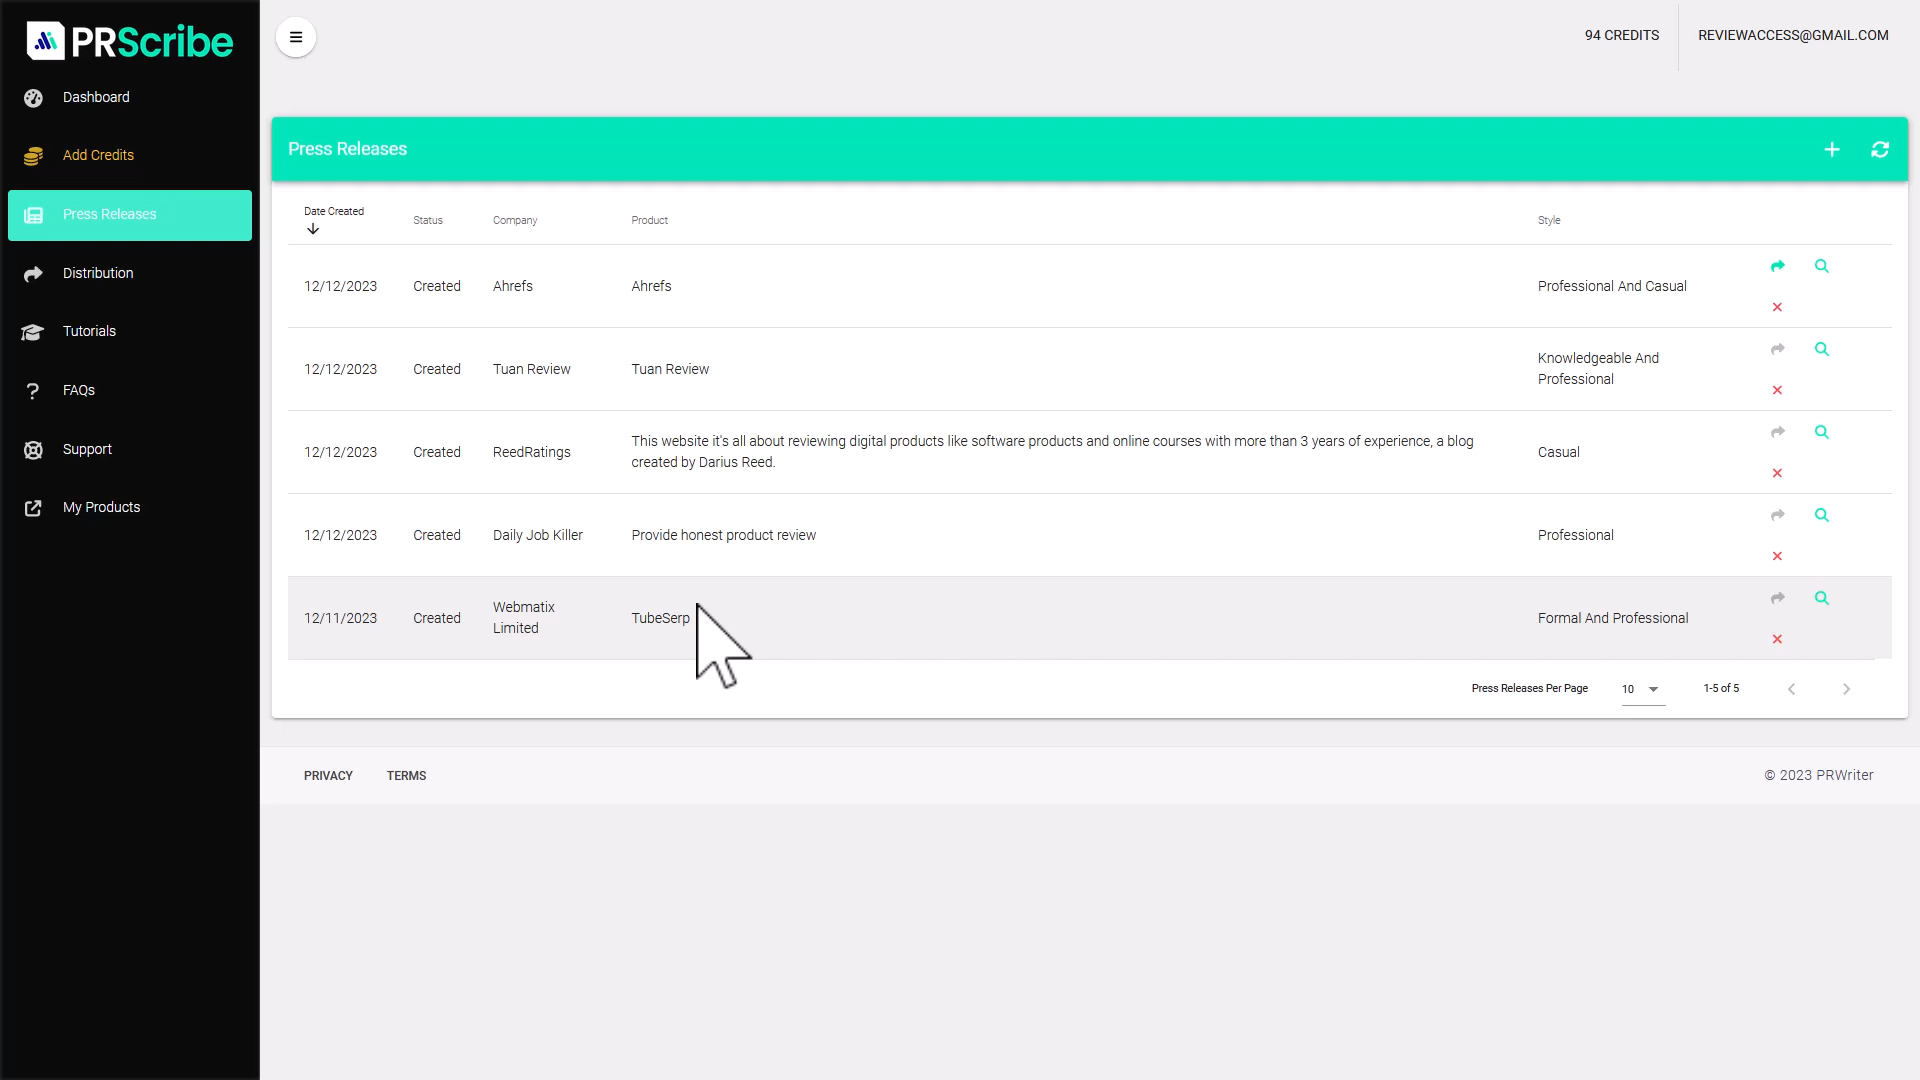 PRScribe
94 CREDITS
REVIEWACCESS@GMAIL.COM
Dashboard
Add Credits
Press Releases
Distribution
Tutorials
FAQs
Support
My Products
Press Releases
Date Created
Status
Company
Product
Style
12/12/2023
Created
Ahrefs
Ahrefs
Professional And Casual
12/12/2023
Created
Tuan Review
Tuan Review
Knowledgeable And
Professional
12/12/2023
Created
ReedRatings
This website it's all about reviewing digital products like software products and online courses with more than 3 years of experience, a blog
created by Darius Reed.
Casual
12/12/2023
Created
Daily Job Killer
Provide honest product review
Professional
12/11/2023
Created
Webmatix
Limited
TubeSerp
Formal And Professional
Press Releases Per Page
10
1-5 of 5
PRIVACY
TERMS
© 2023 PRWriter